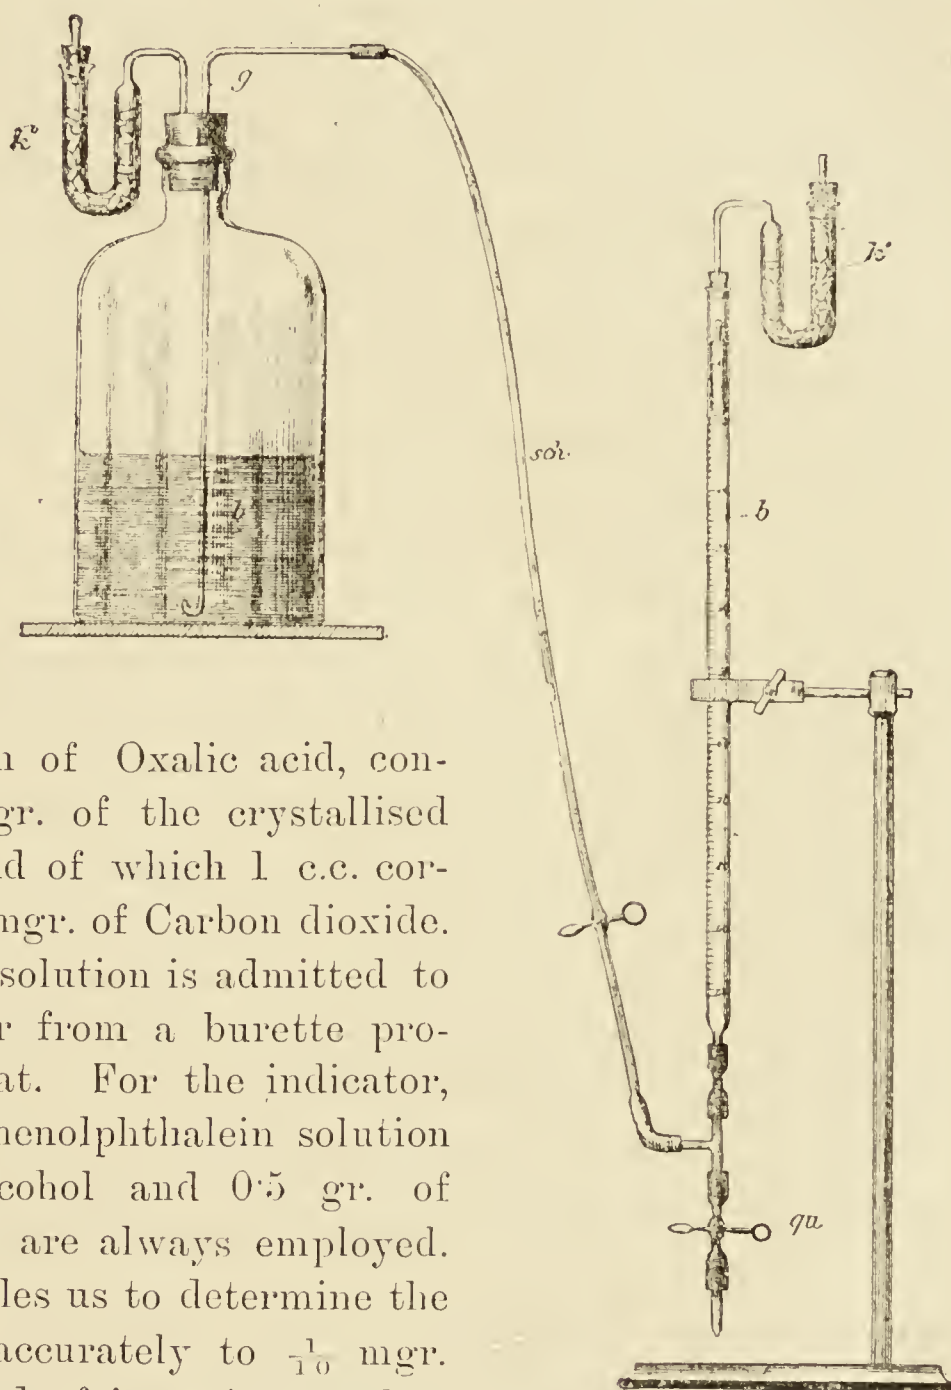 g
k
k
sch.
b
b
of Oxalic acid, con-
gr. of the crystallised
of which 1 c.c. cor-
mgr. of Carbon dioxide.
solution is admitted to
from a burette pro-
at. For the indicator,
henolphthalein solution
cohol and 0·5 gr. of
qu
are always employed.
les us to determine the
accurately to 1/10 mgr.